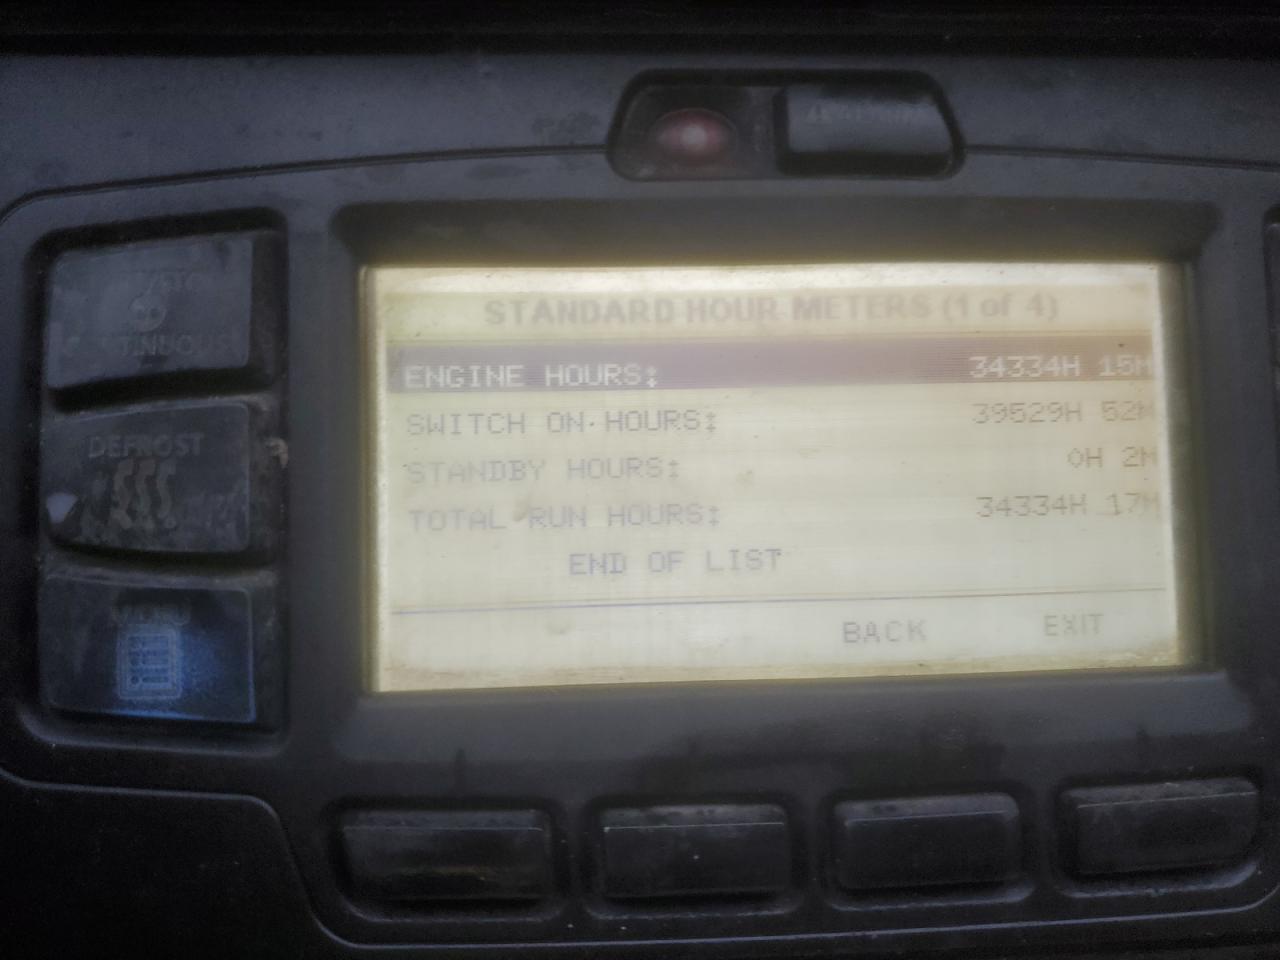 STANDARD HOUR METERS (1 of 4)
ENGINE HOURS: 34334H 15M
SWITCH ON HOURS: 39529H 52M
STANDBY HOURS: 0H 2M
TOTAL RUN HOURS: 34334H 17M
END OF LIST
BACK EXIT
CONTINUOUS
DEFROST
MENU